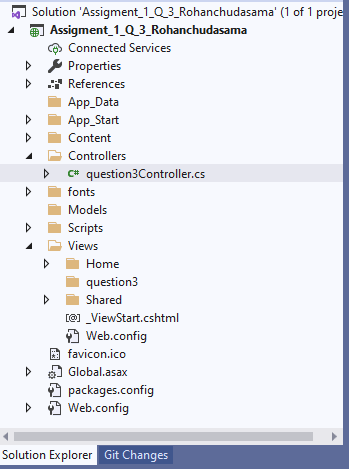 Solution 'Assigment_1_Q_3_Rohanchudasama' (1 of 1 proje
Assigment_1_Q_3_Rohanchudasama
Connected Services
Properties
References
App_Data
App_Start
Content
Controllers
C# question3Controller.cs
fonts
Models
Scripts
Views
Home
question3
Shared
_ViewStart.cshtml
Web.config
favicon.ico
Global.asax
packages.config
Web.config
Solution Explorer Git Changes